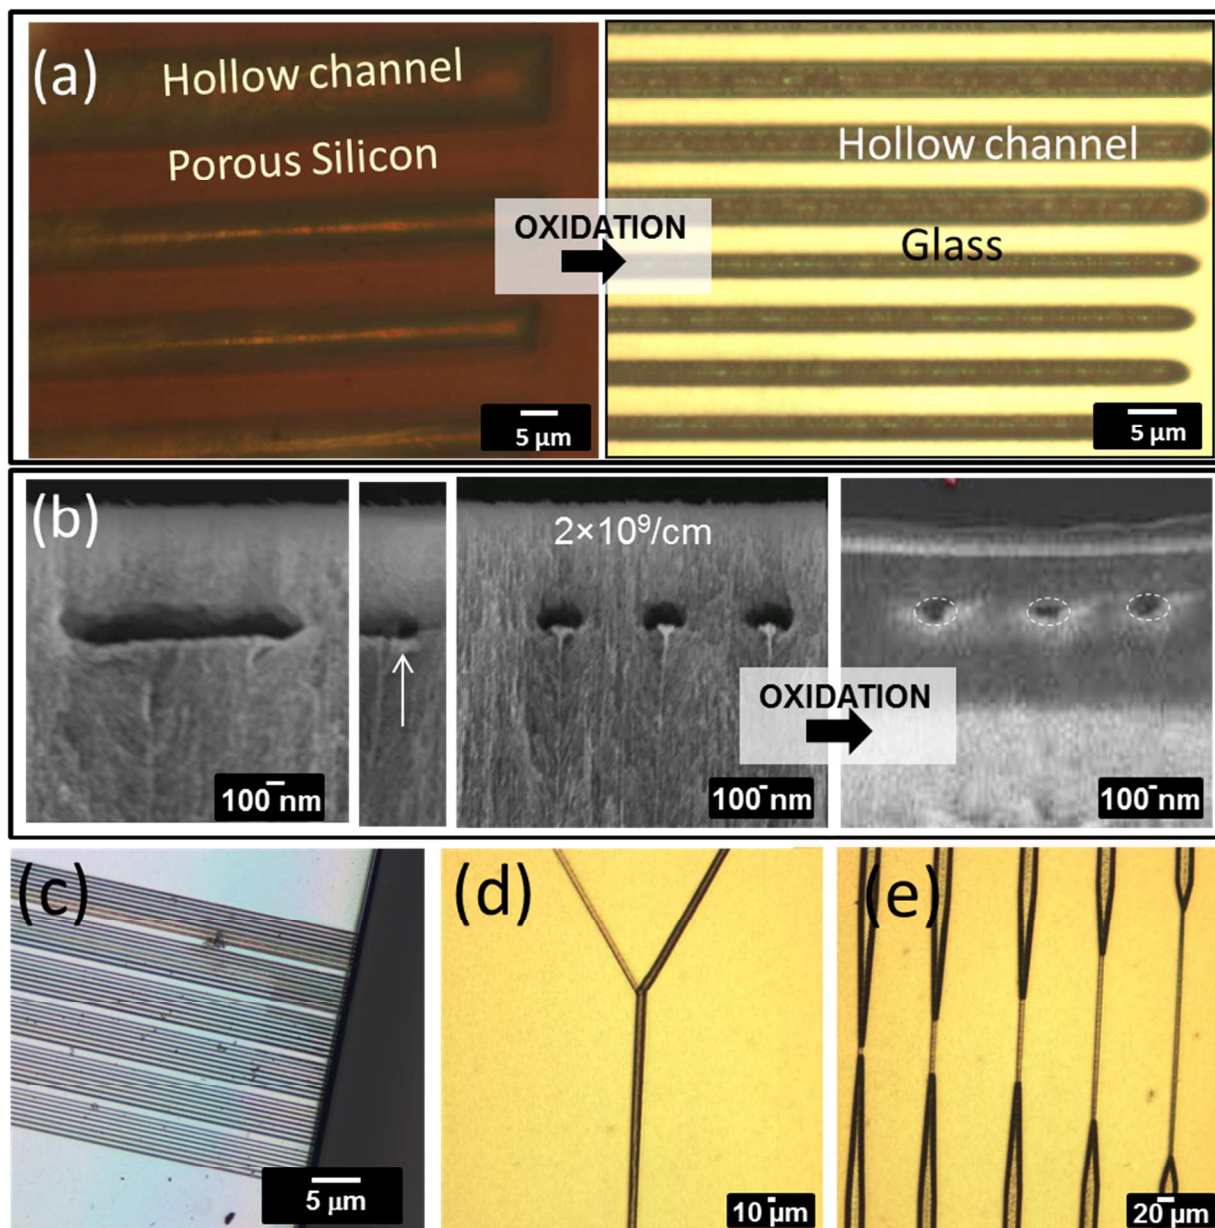 (a)
Hollow channel
Porous Silicon
OXIDATION
Hollow channel
Glass
5 µm
5 µm
(b)
2×10⁹/cm
OXIDATION
100 nm
100 nm
100 nm
(c)
5 µm
(d)
10 µm
(e)
20 µm